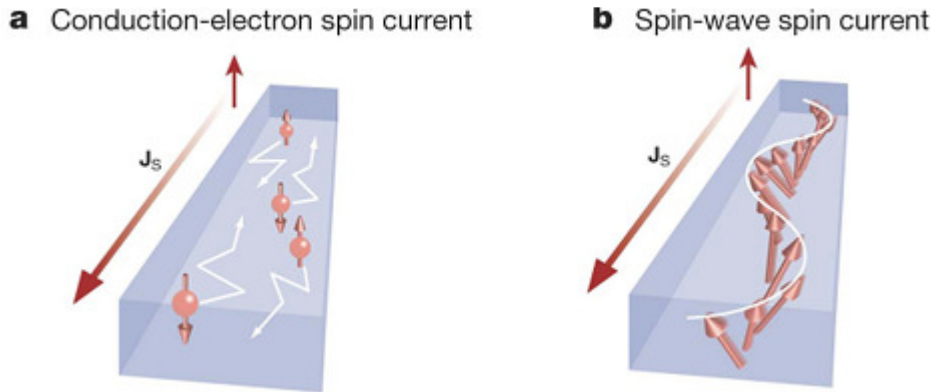 a Conduction-electron spin current
b Spin-wave spin current
Js
Js